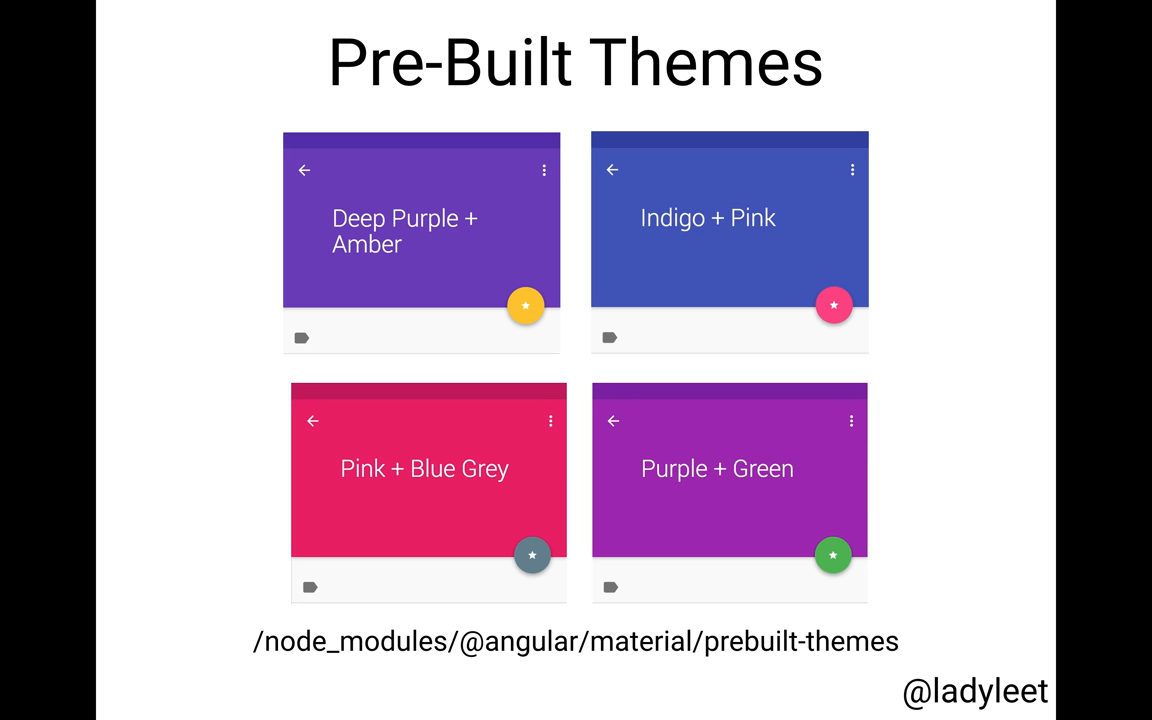 Pre-Built Themes
Deep Purple +
Amber
Indigo + Pink
Pink + Blue Grey
Purple + Green
/node_modules/@angular/material/prebuilt-themes
@ladyleet